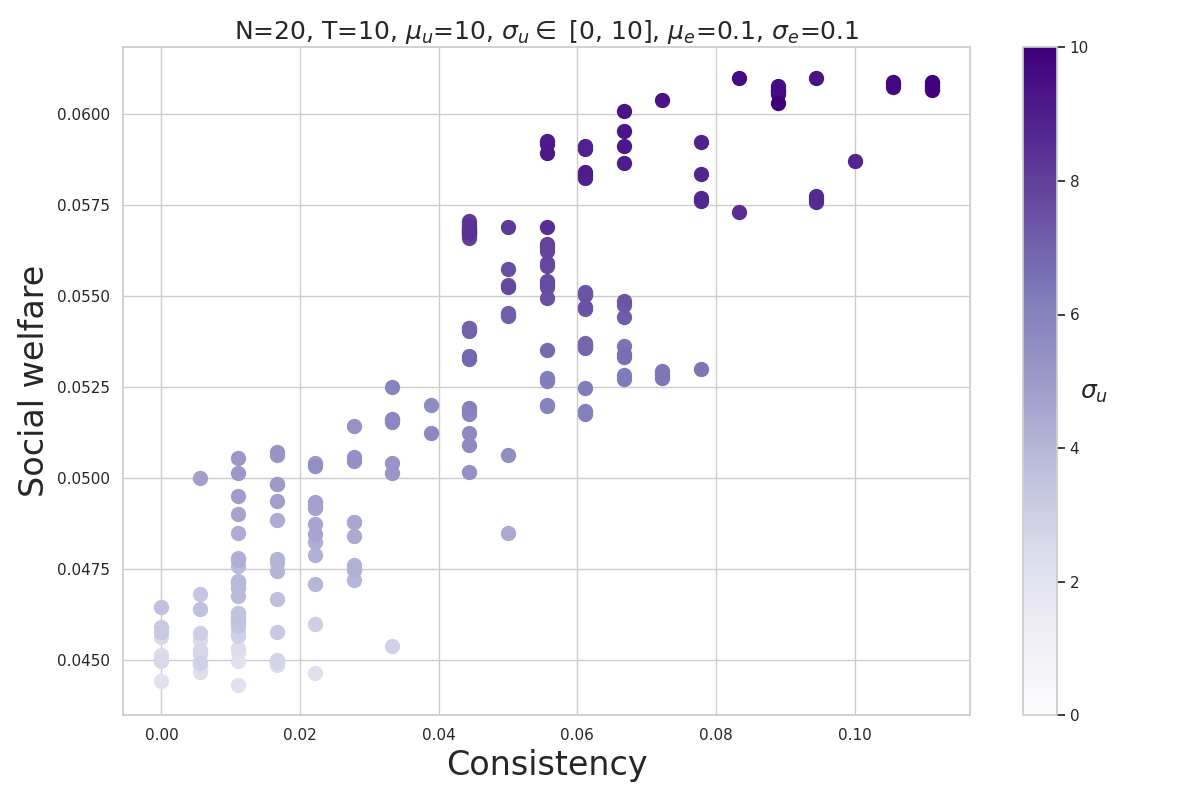 N=20, T=10, μu=10, σu∈ [0, 10], μe=0.1, σe=0.1
Social welfare
0.0600
0.0575
0.0550
0.0525
0.0500
0.0475
0.0450
0.00 0.02 0.04 0.06 0.08 0.10
Consistency
10
8
6
4
2
0
σu